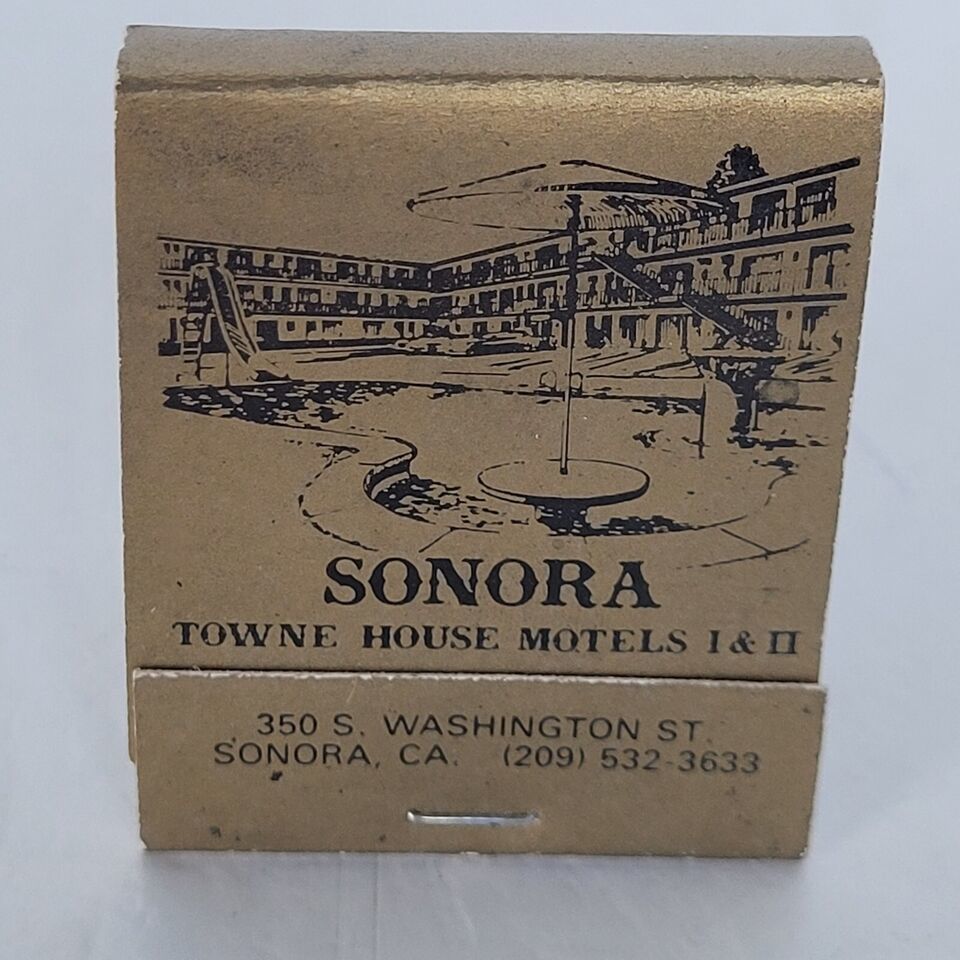 SONORA
TOWNE HOUSE MOTELS I & II
350 S. WASHINGTON ST.
SONORA, CA. (209) 532-3633